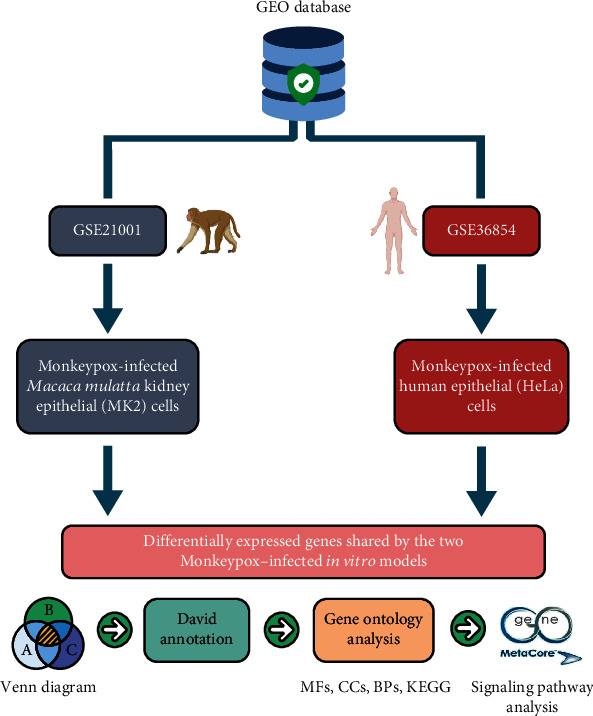 GEO database
GSE21001
GSE36854
Monkeypox-infected
Macaca mulatta kidney
epithelial (MK2) cells
Monkeypox-infected
human epithelial (HeLa)
cells
Differentially expressed genes shared by the two
Monkeypox–infected in vitro models
B
A
C
Venn diagram
David
annotation
Gene ontology
analysis
MFs, CCs, BPs, KEGG
gene
GO
MetaCore
Signaling pathway
analysis